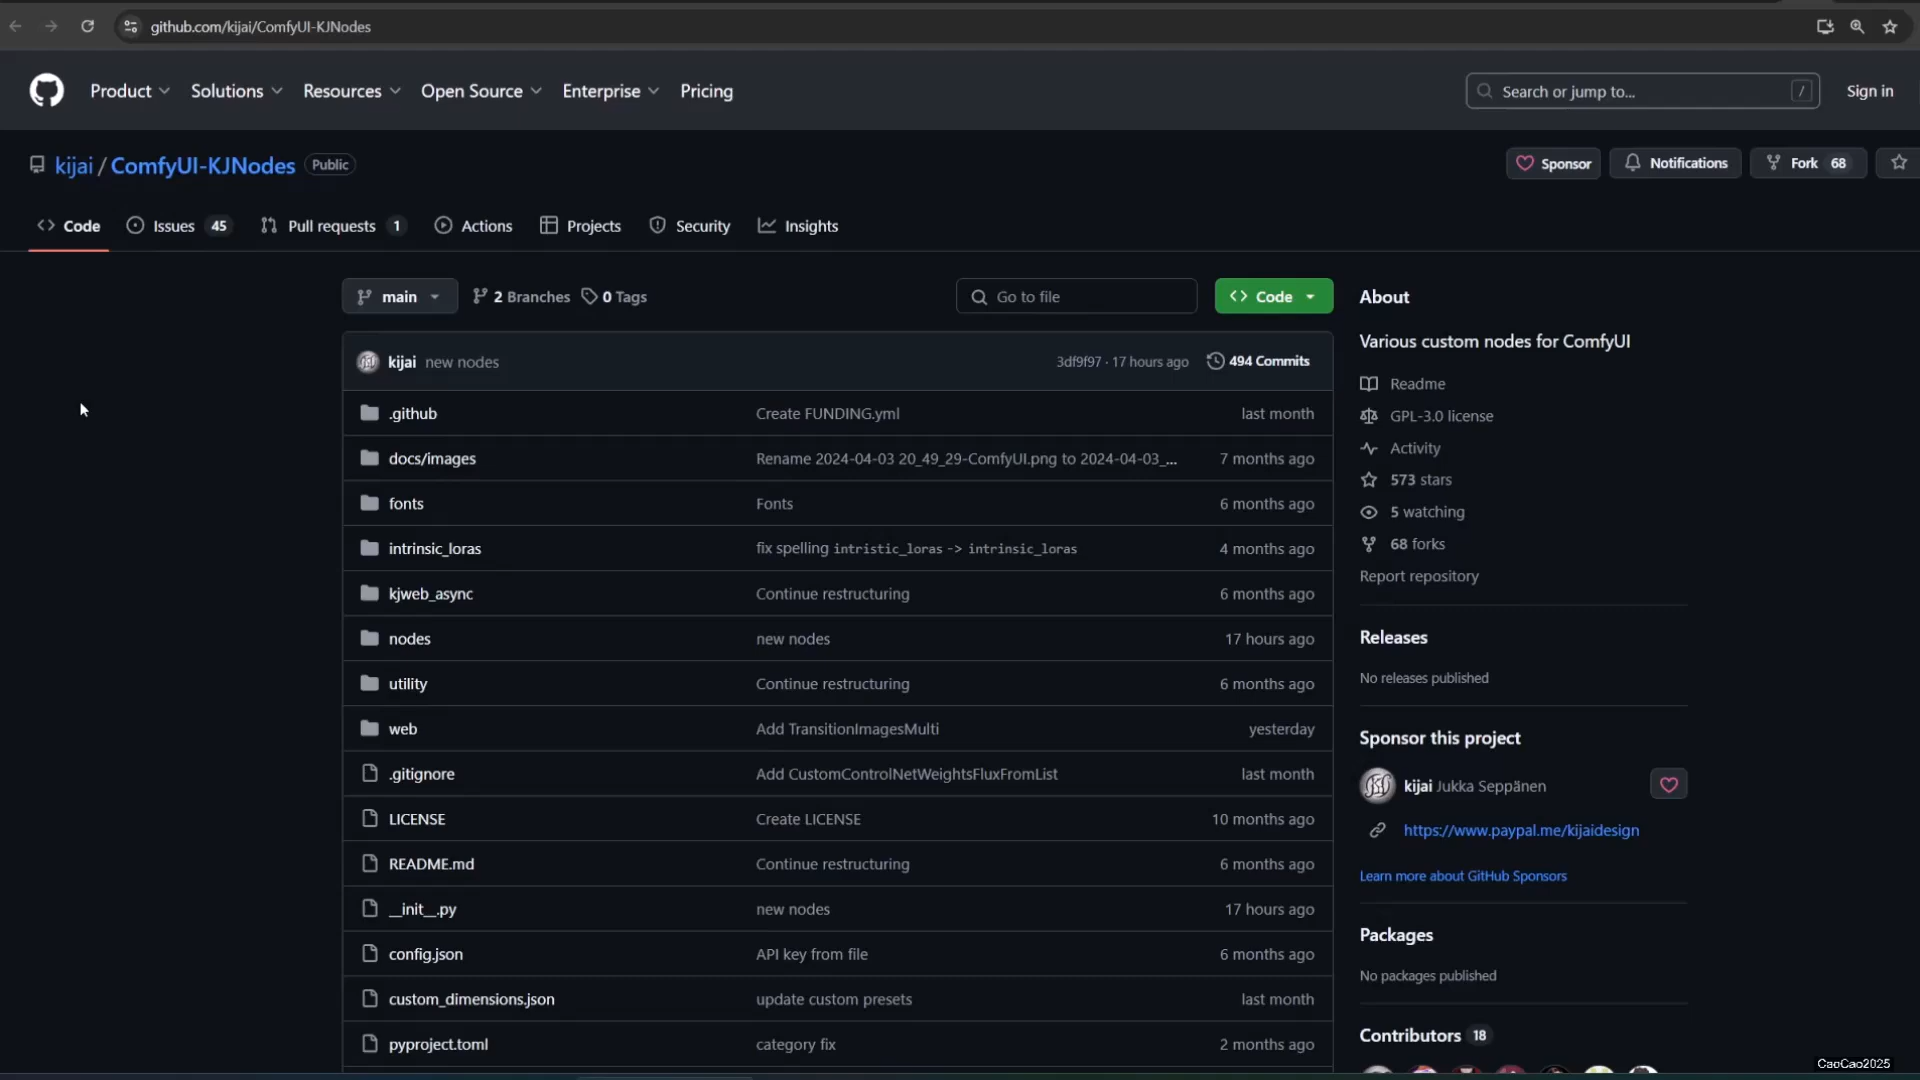 github.com/kijai/ComfyUI-KJNodes
Product Solutions Resources Open Source Enterprise Pricing Search or jump to... / Sign in
kijai / ComfyUI-KJNodes Public Sponsor Notifications Fork 68
Code Issues 45 Pull requests 1 Actions Projects Security Insights
main 2 Branches 0 Tags Go to file Code
kijai new nodes 3df9f97 · 17 hours ago 494 Commits
.github Create FUNDING.yml last month
docs/images Rename 2024-04-03 20_49_29-ComfyUI.png to 2024-04-03_... 7 months ago
fonts Fonts 6 months ago
intrinsic_loras fix spelling intristic_loras -> intrinsic_loras 4 months ago
kjweb_async Continue restructuring 6 months ago
nodes new nodes 17 hours ago
utility Continue restructuring 6 months ago
web Add TransitionImagesMulti yesterday
.gitignore Add CustomControlNetWeightsFluxFromList last month
LICENSE Create LICENSE 10 months ago
README.md Continue restructuring 6 months ago
__init__.py new nodes 17 hours ago
config.json API key from file 6 months ago
custom_dimensions.json update custom presets last month
pyproject.toml category fix 2 months ago
About
Various custom nodes for ComfyUI
Readme
GPL-3.0 license
Activity
573 stars
5 watching
68 forks
Report repository
Releases
No releases published
Sponsor this project
kijai Jukka Seppänen
https://www.paypal.me/kijaidesign
Learn more about GitHub Sponsors
Packages
No packages published
Contributors 18
CaoCao2025